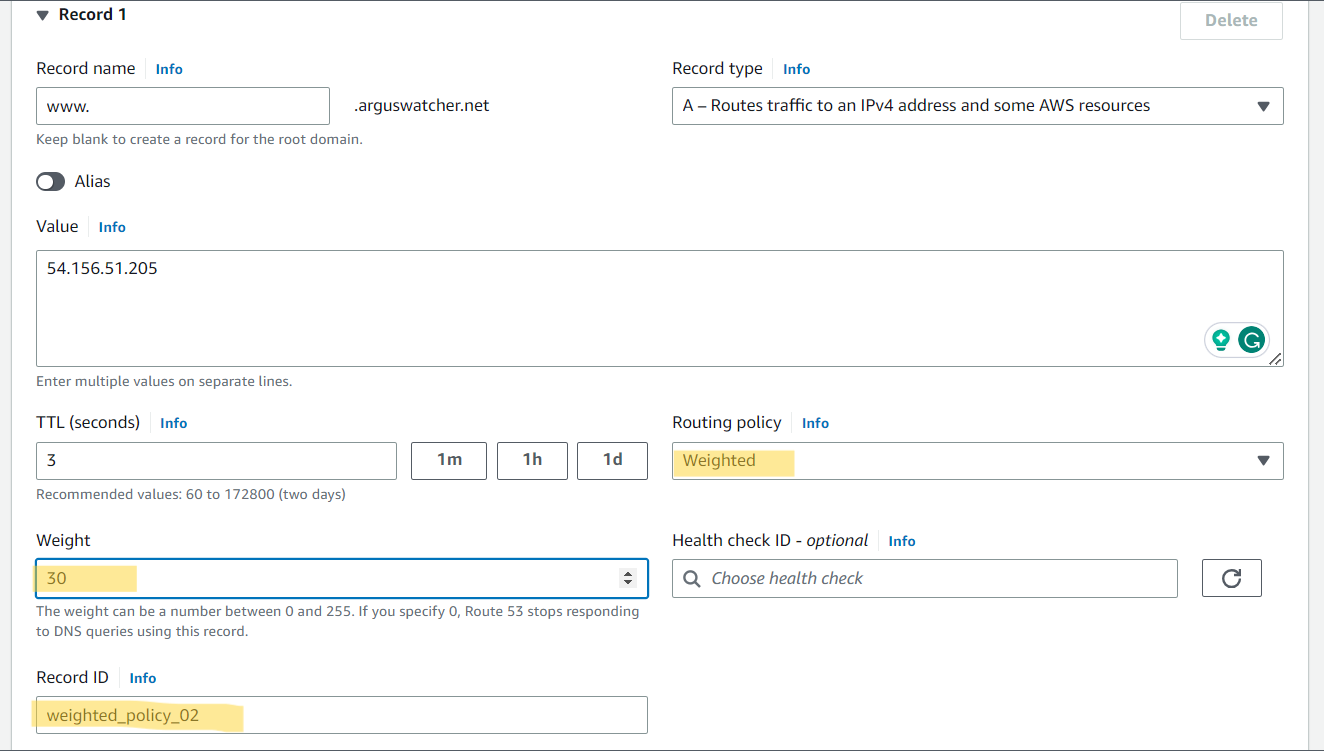 Record 1
Delete
Record name Info
Record type Info
www. .arguswatcher.net
A – Routes traffic to an IPv4 address and some AWS resources
Keep blank to create a record for the root domain.
Alias
Value Info
54.156.51.205
Enter multiple values on separate lines.
TTL (seconds) Info
Routing policy Info
3 1m 1h 1d
Weighted
Recommended values: 60 to 172800 (two days)
Weight
Health check ID - optional Info
30
Choose health check
The weight can be a number between 0 and 255. If you specify 0, Route 53 stops responding
to DNS queries using this record.
Record ID Info
weighted_policy_02